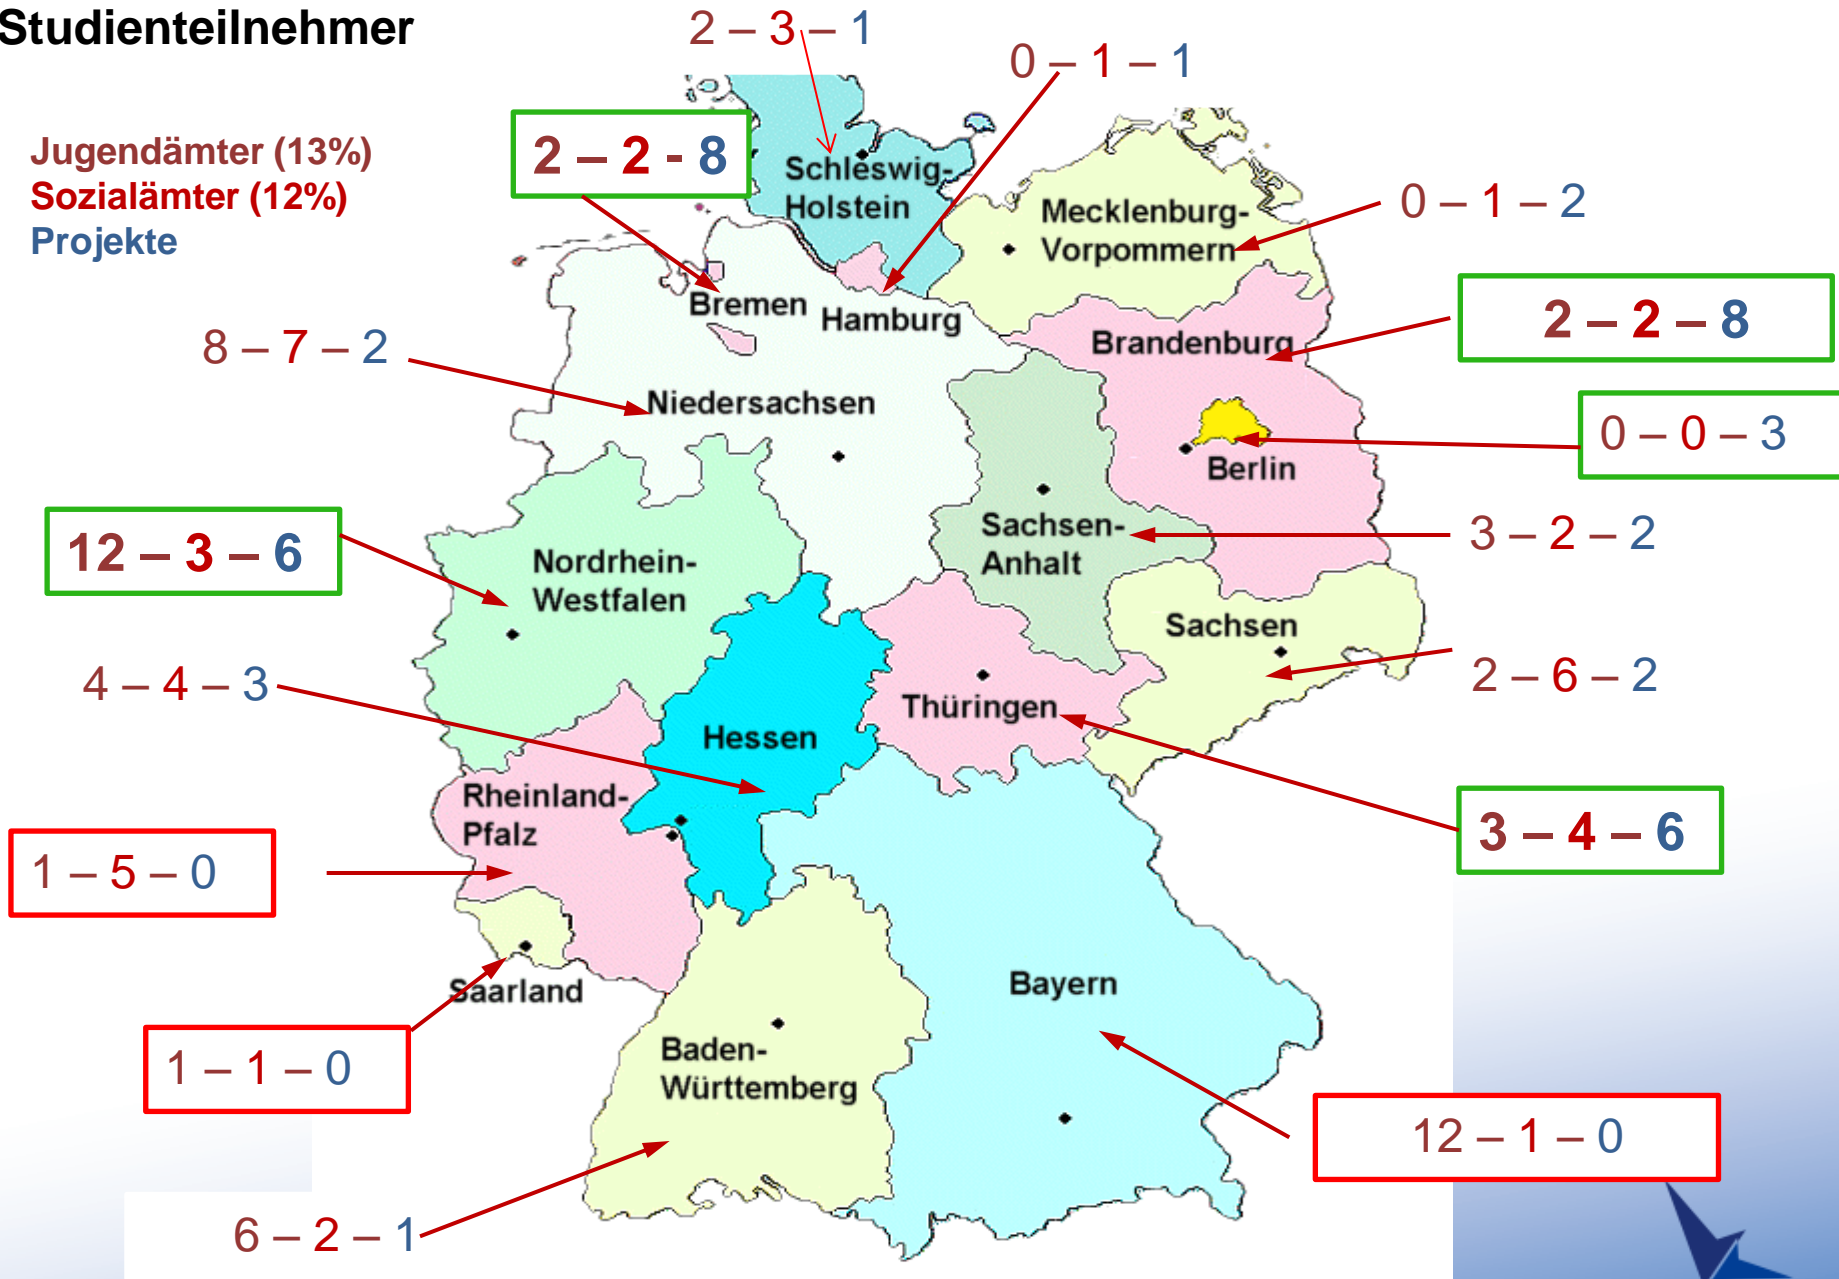 Studienteilnehmer
2 – 3 – 1
0 – 1 – 1
Jugendämter (13%)
Sozialämter (12%)
Projekte
2 – 2 - 8
Schleswig-
Holstein
Mecklenburg-
Vorpommern
0 – 1 – 2
Bremen
Hamburg
2 – 2 – 8
Brandenburg
8 – 7 – 2
Niedersachsen
0 – 0 – 3
Berlin
12 – 3 – 6
Nordrhein-
Westfalen
Sachsen-
Anhalt
3 – 2 – 2
Sachsen
2 – 6 – 2
4 – 4 – 3
Thüringen
Hessen
Rheinland-
Pfalz
3 – 4 – 6
1 – 5 – 0
Saarland
Bayern
1 – 1 – 0
Baden-
Württemberg
12 – 1 – 0
6 – 2 – 1